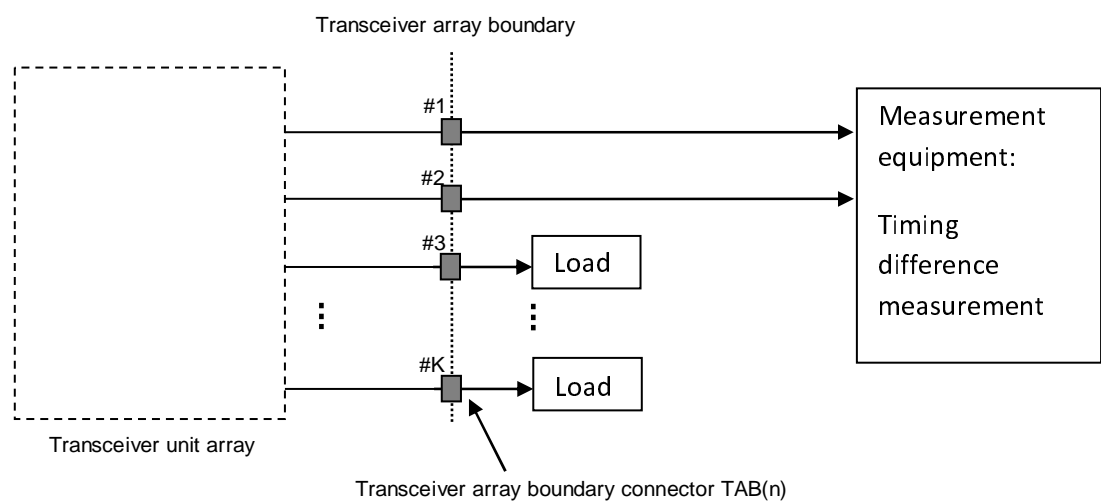 Transceiver array boundary
#1
#2
#3
#K
Load
Load
Measurement
equipment:
Timing
difference
measurement
Transceiver unit array
Transceiver array boundary connector TAB(n)